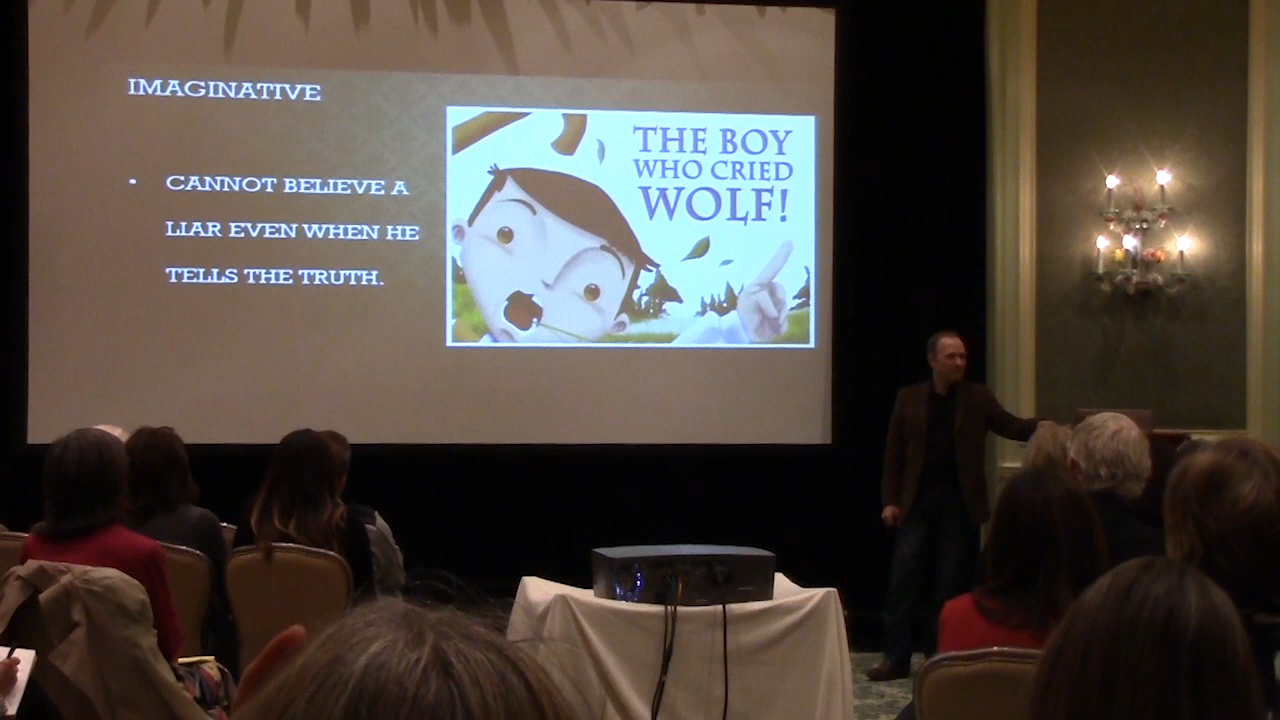 IMAGINATIVE
• CANNOT BELIEVE A
LIAR EVEN WHEN HE
TELLS THE TRUTH.
THE BOY
WHO CRIED
WOLF!